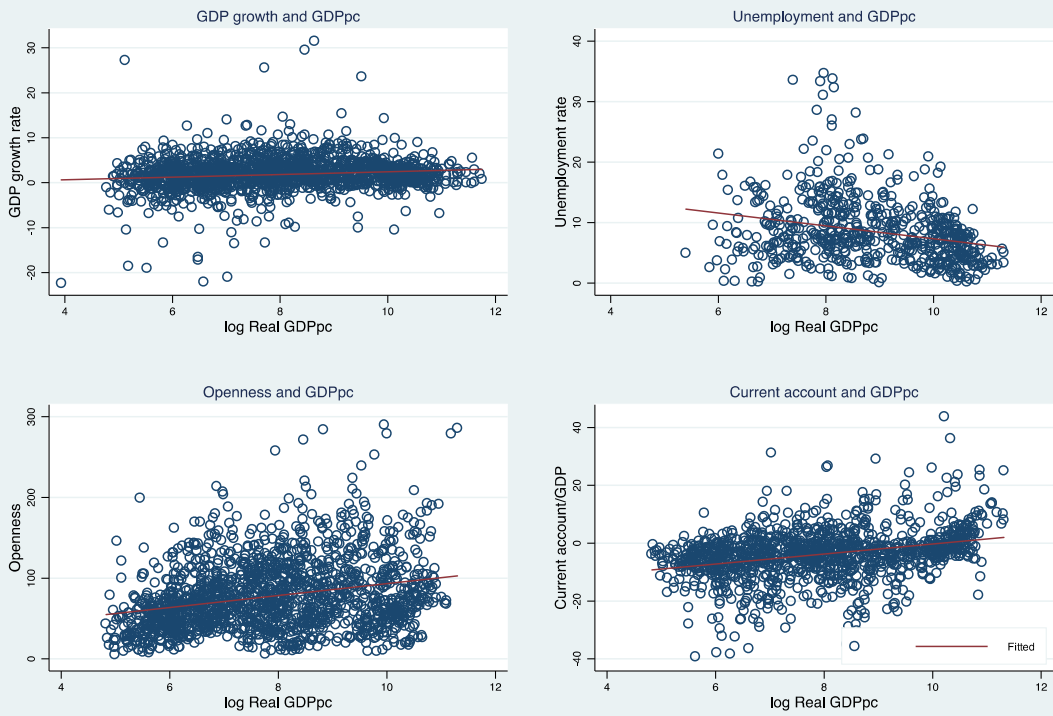 GDP growth and GDPpc
GDP growth rate
30
20
10
0
-10
-20
4 6 8 10 12
log Real GDPpc
Unemployment and GDPpc
Unemployment rate
40
30
20
10
0
4 6 8 10 12
log Real GDPpc
Openness and GDPpc
Openness
300
200
100
0
4 6 8 10 12
log Real GDPpc
Current account and GDPpc
Current account/GDP
40
20
0
-20
-40
4 6 8 10 12
log Real GDPpc
Fitted